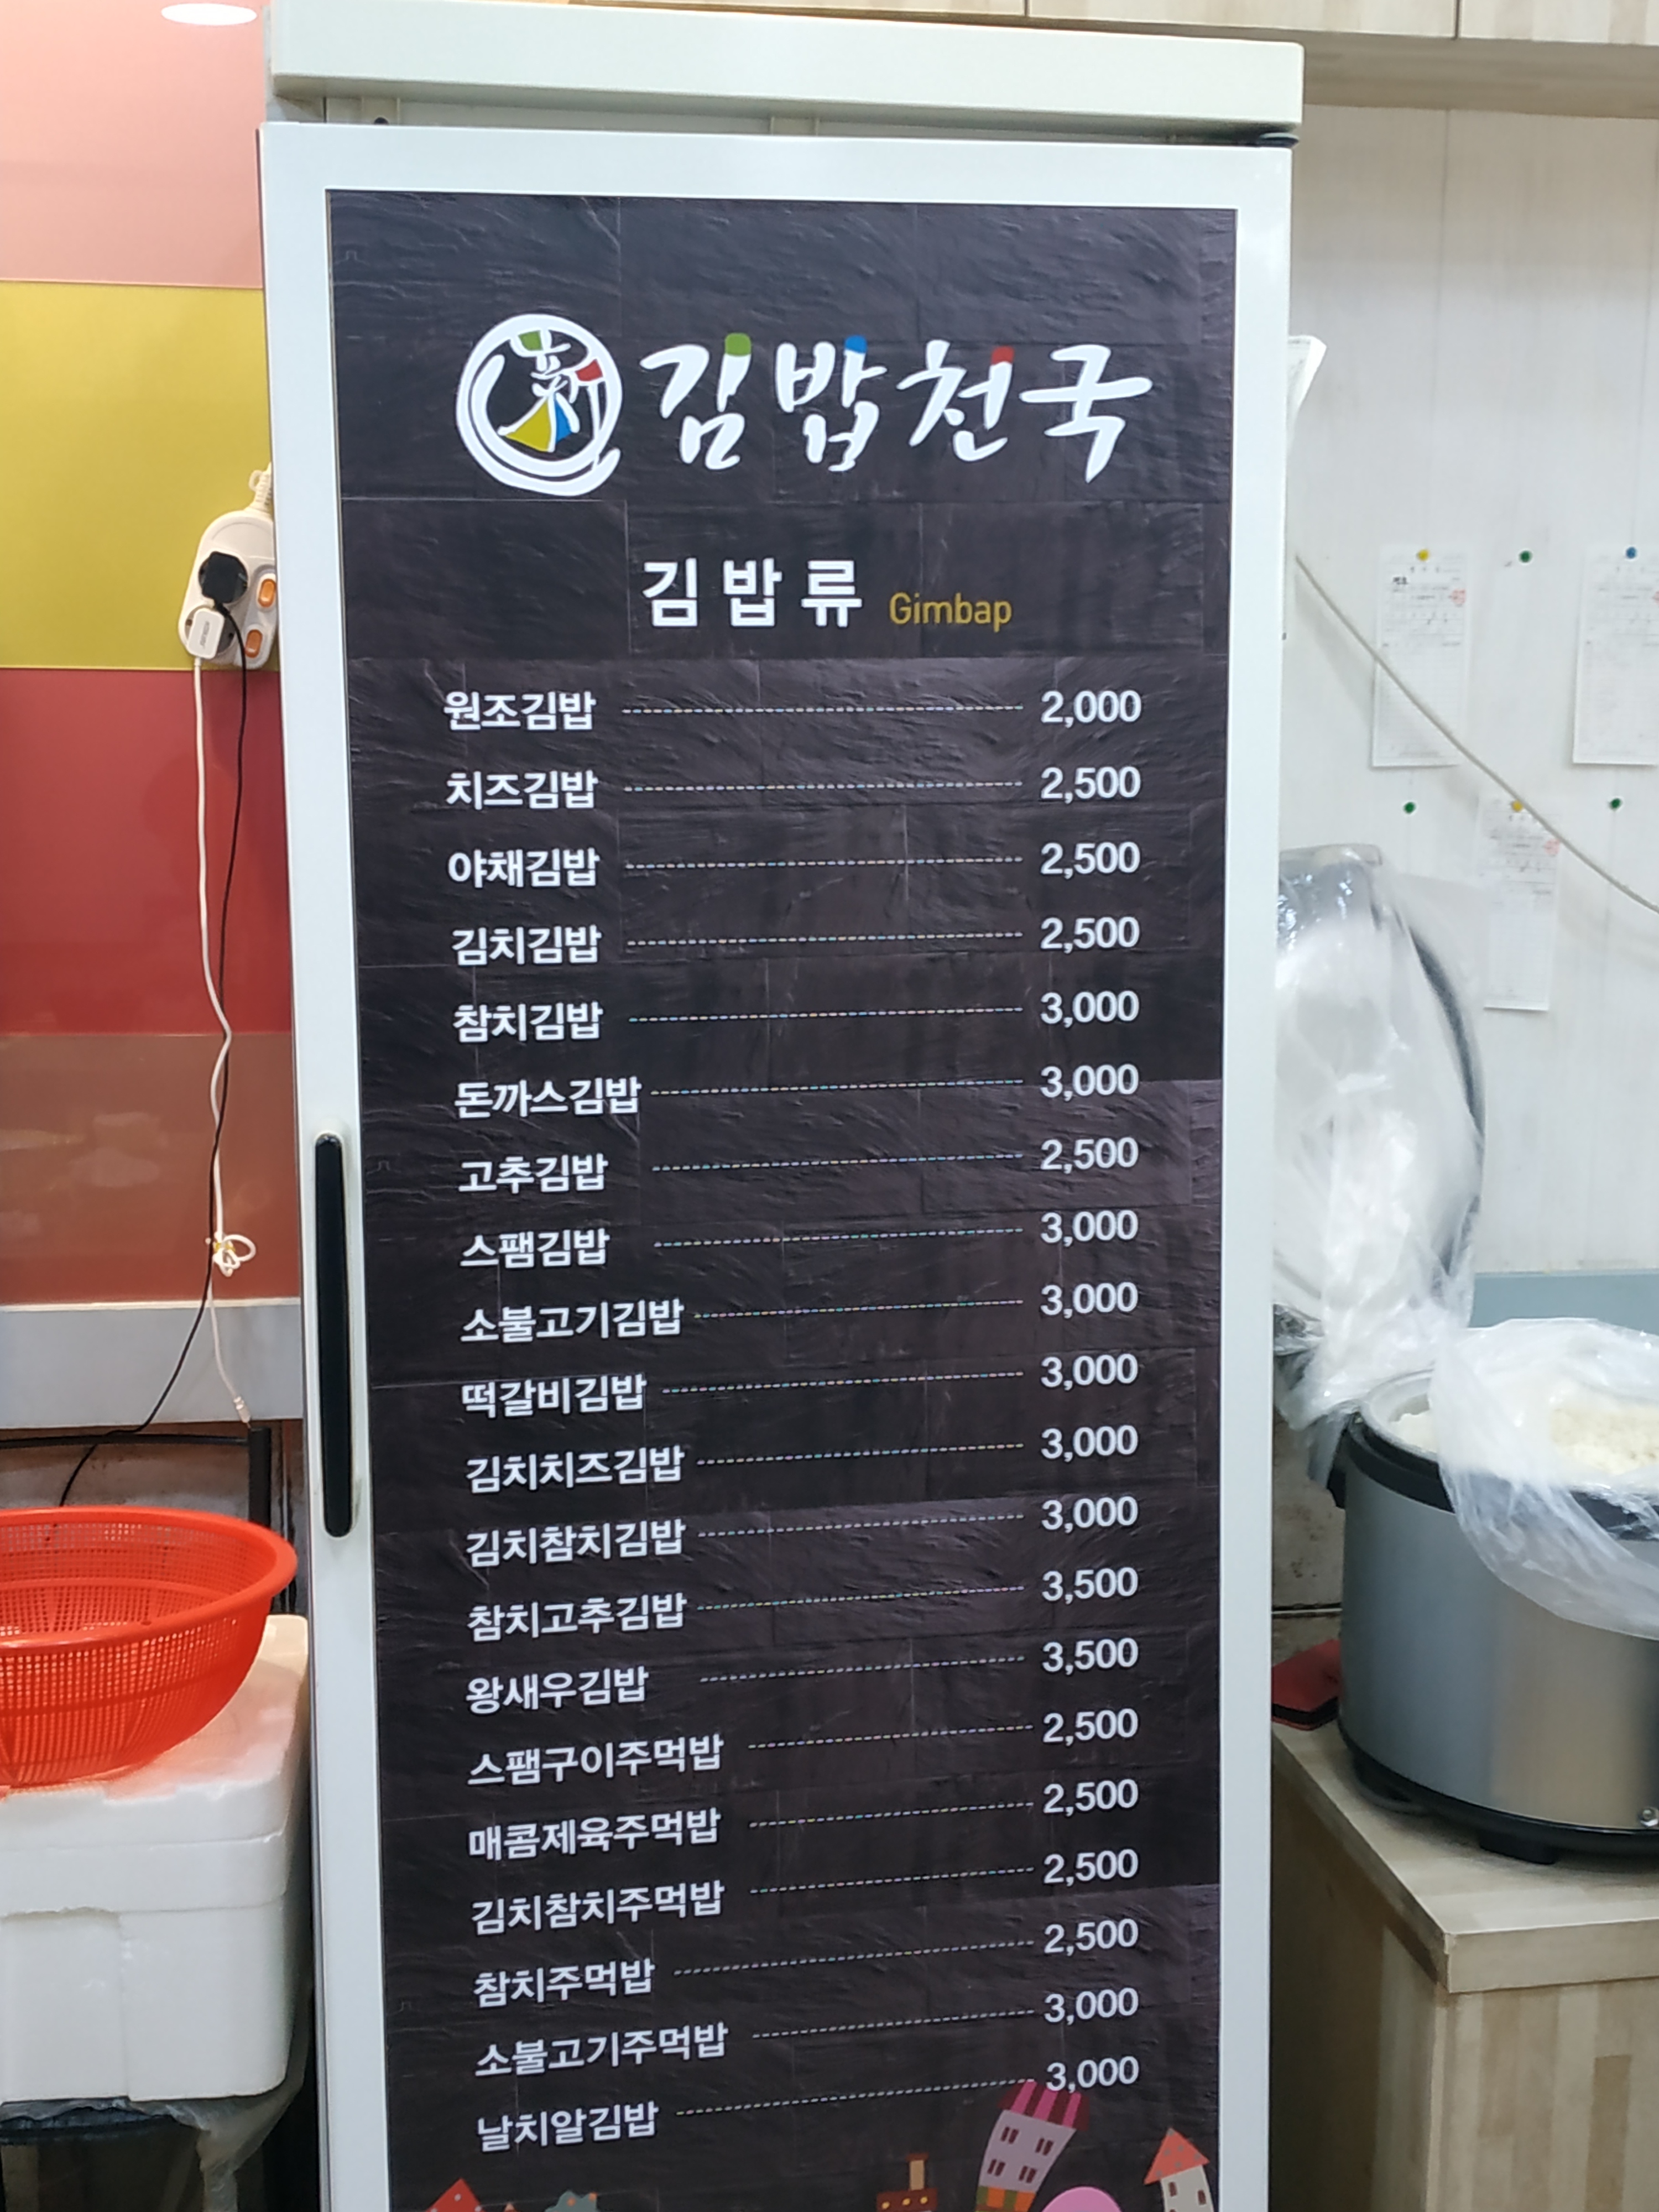 김밥천국
김밥류 Gimbap
원조김밥 2,000
치즈김밥 2,500
야채김밥 2,500
김치김밥 2,500
참치김밥 3,000
돈까스김밥 3,000
고추김밥 2,500
스팸김밥 3,000
소불고기김밥 3,000
떡갈비김밥 3,000
김치치즈김밥 3,000
김치참치김밥 3,000
참치고추김밥 3,500
왕새우김밥 3,500
스팸구이주먹밥 2,500
매콤제육주먹밥 2,500
김치참치주먹밥 2,500
참치주먹밥 2,500
소불고기주먹밥 3,000
날치알김밥 3,000